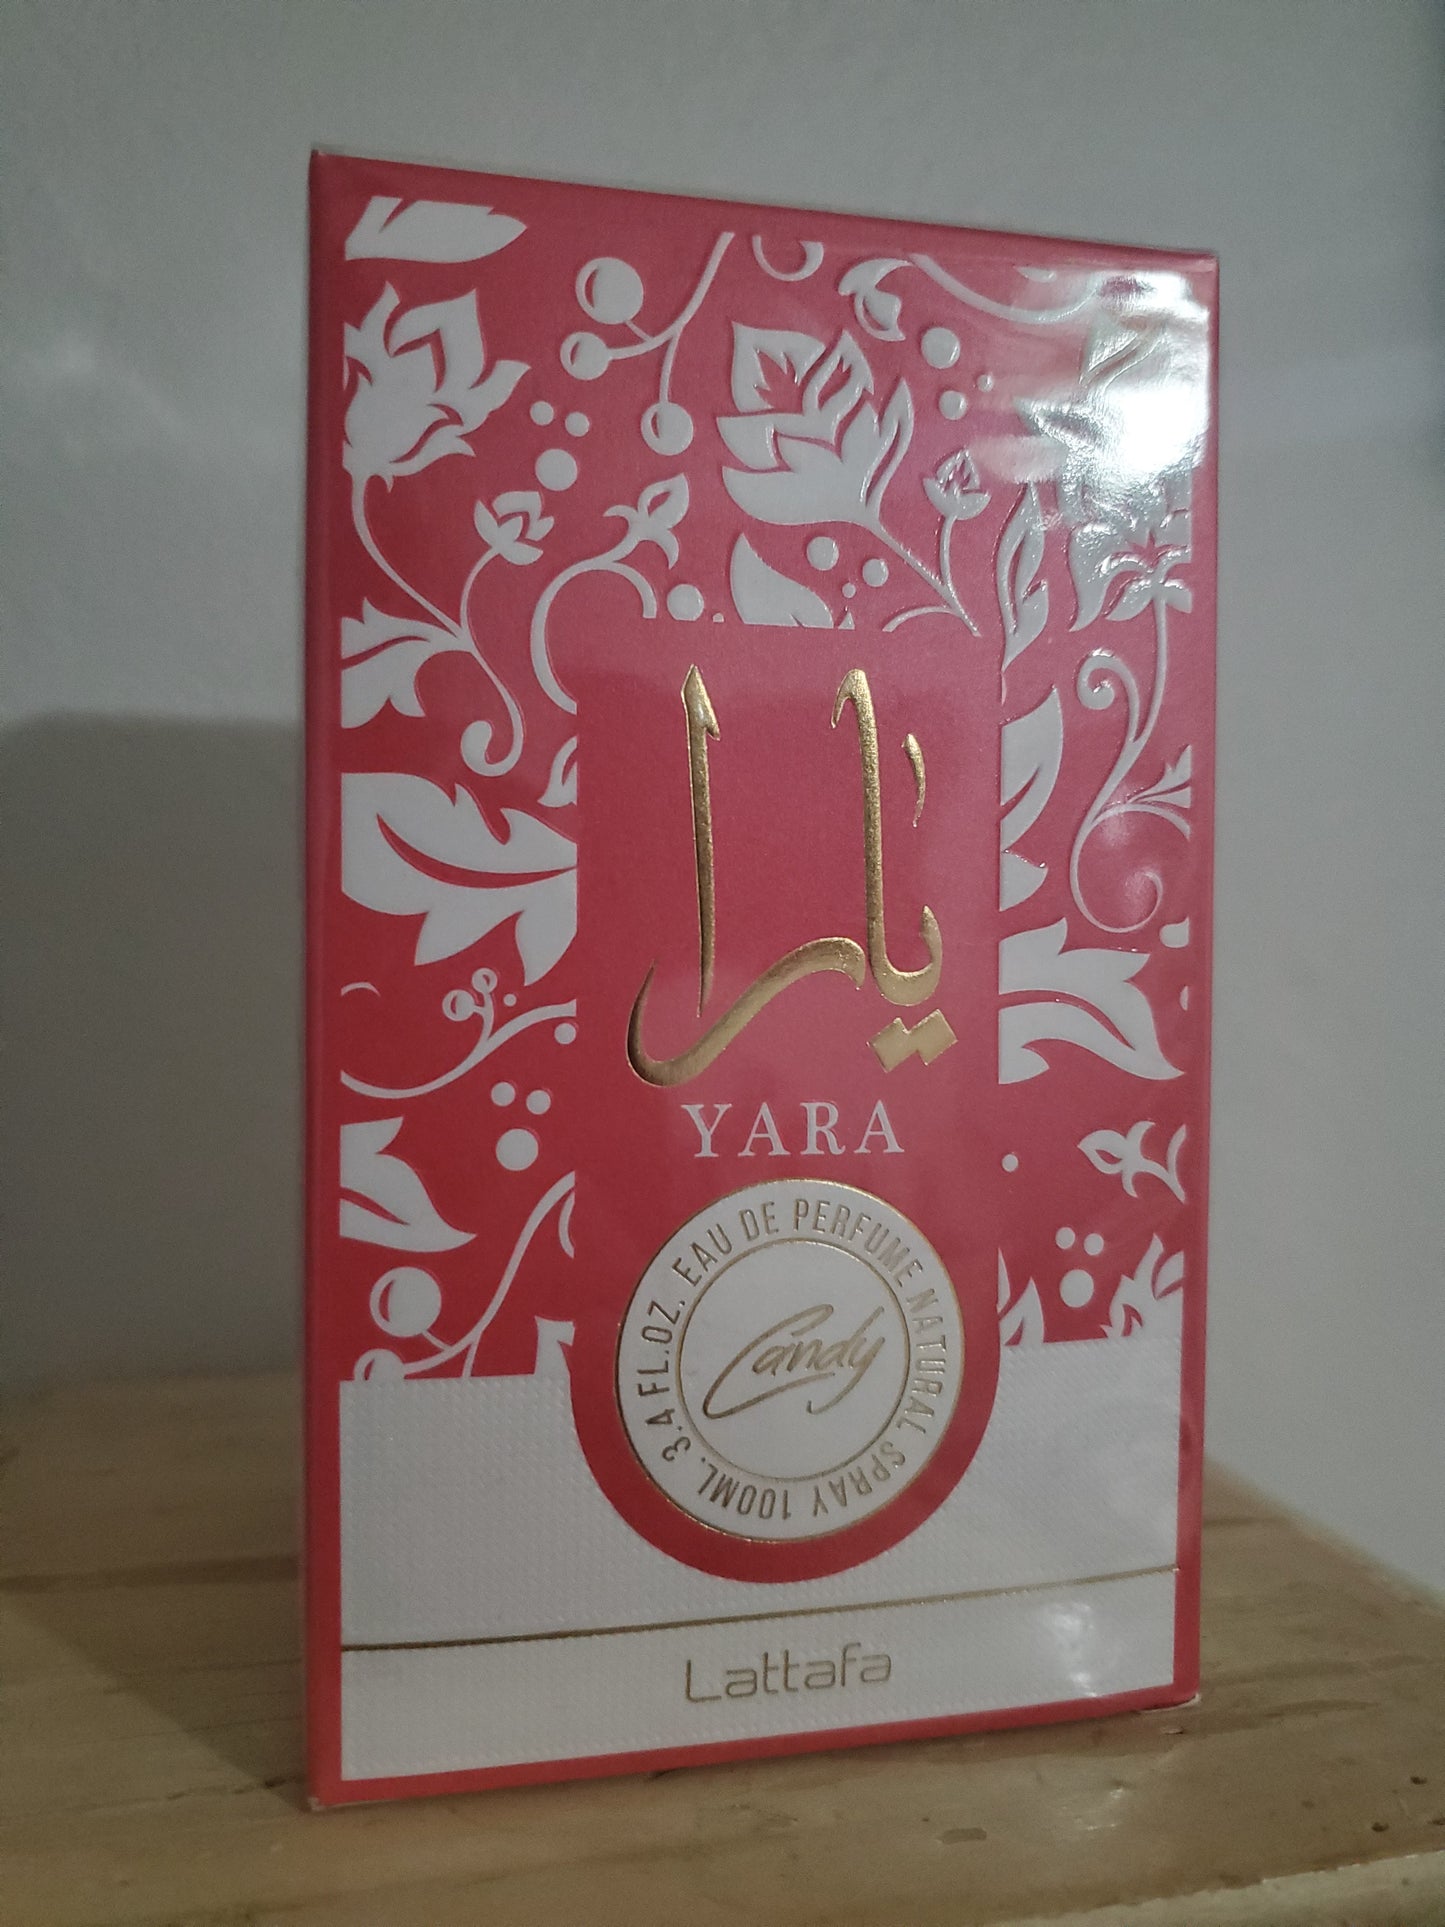 يارا
YARA
EAU DE PERFUME NATURAL SPRAY 100ML. 3.4 FL.OZ.
Candy
Lattafa